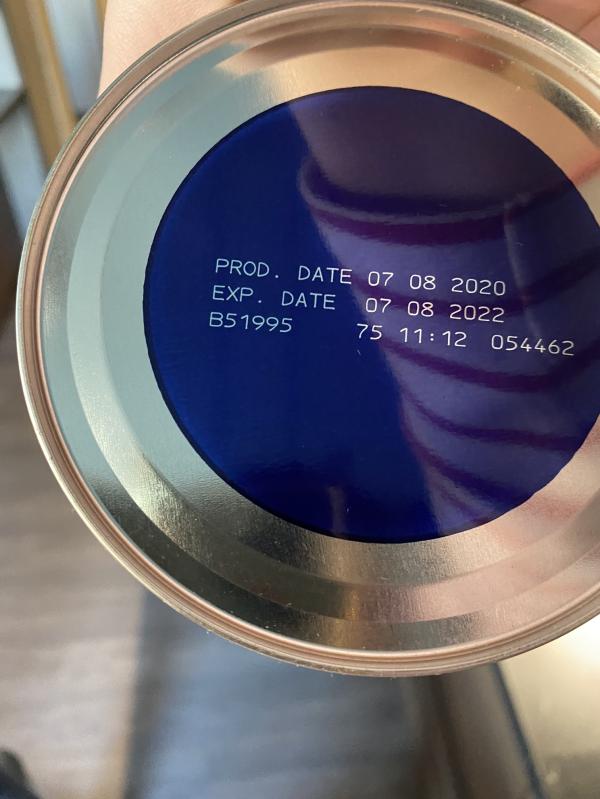 PROD. DATE 07 08 2020
EXP. DATE 07 08 2022
B51995 75 11:12 054462